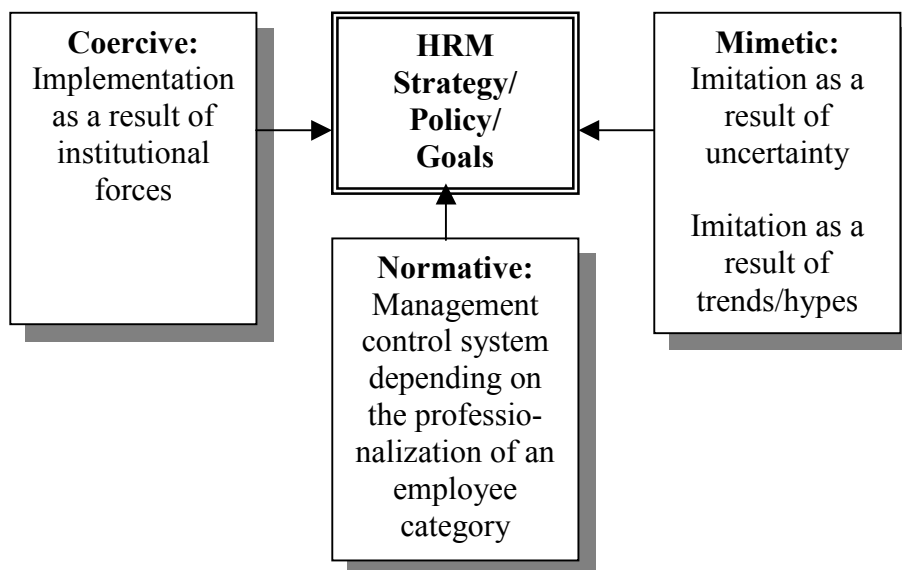 Coercive:
Implementation
as a result of
institutional
forces
HRM
Strategy/
Policy/
Goals
Mimetic:
Imitation as a
result of
uncertainty
Imitation as a
result of
trends/hypes
Normative:
Management
control system
depending on
the professio-
nalization of an
employee
category